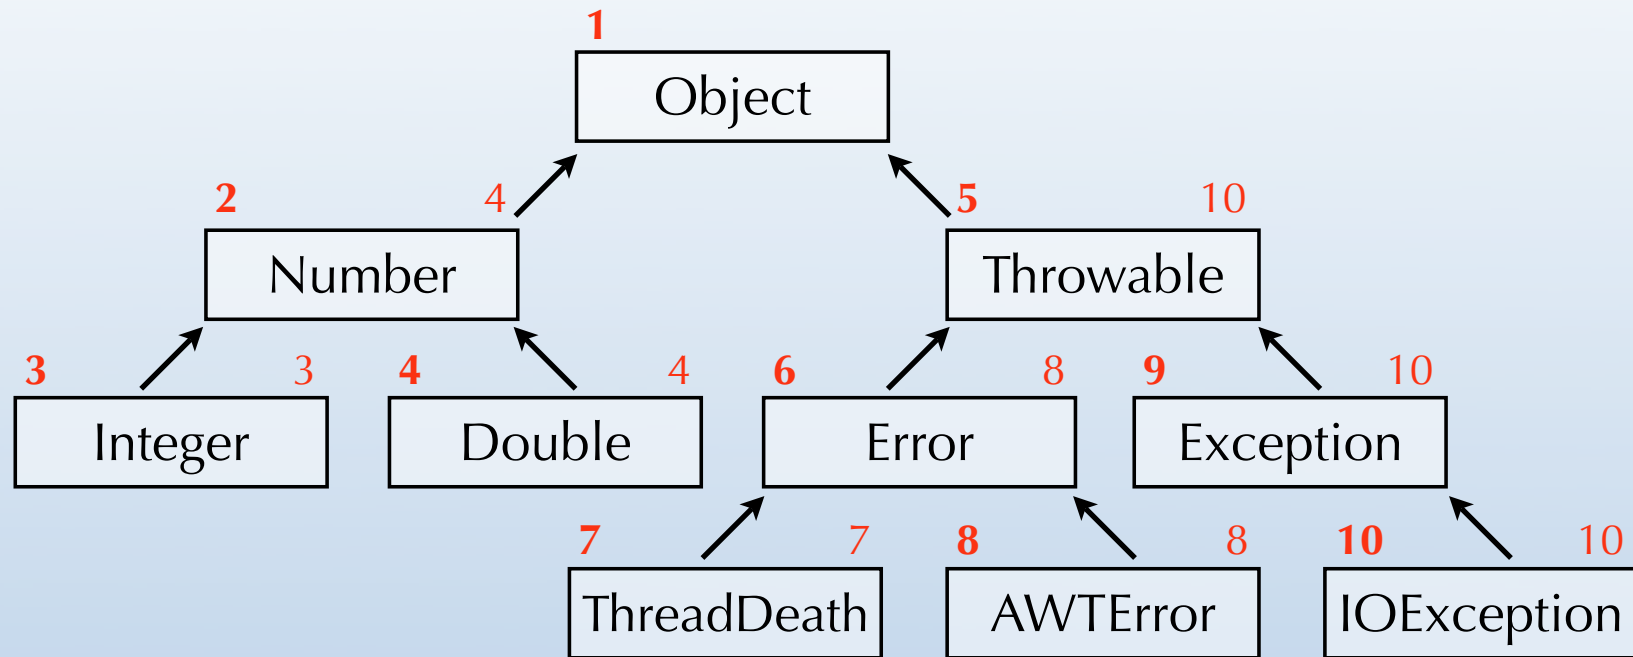 1
Object
2 4 5 10
Number Throwable
3 3 4 4 6 8 9 10
Integer Double Error Exception
7 7 8 8 10 10
ThreadDeath AWTError IOException